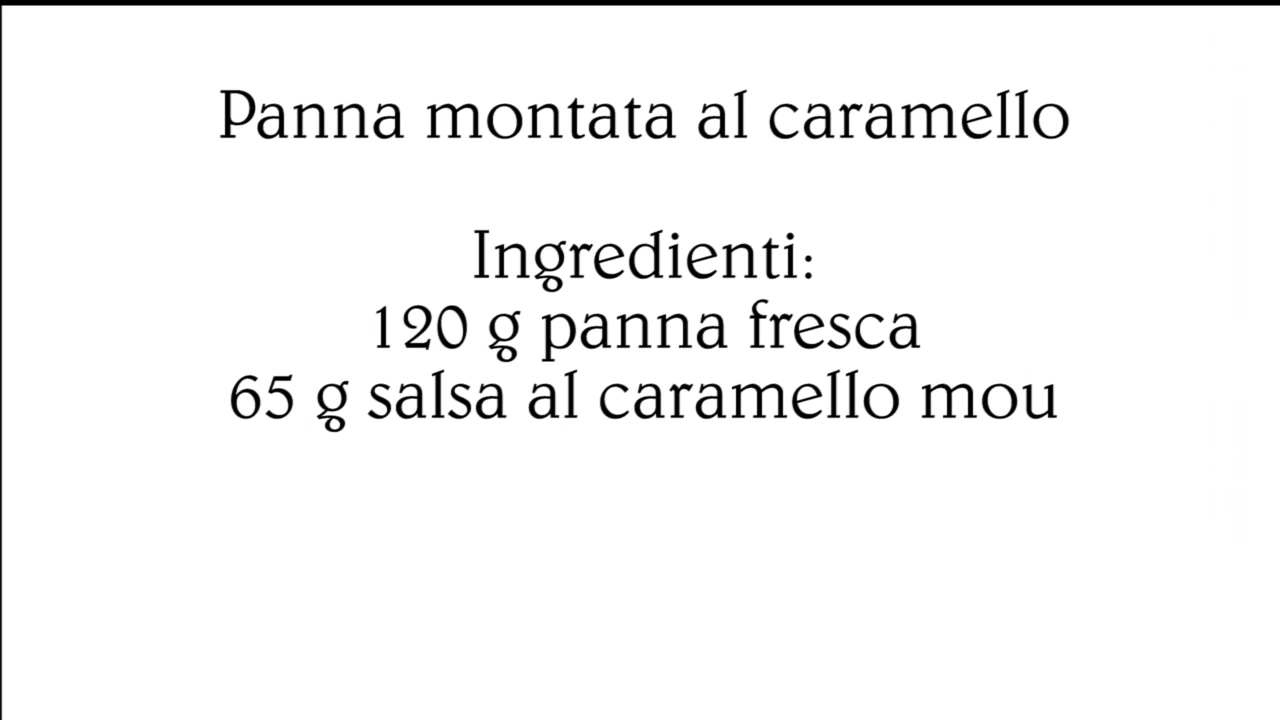 Panna montata al caramello
Ingredienti:
120 g panna fresca
65 g salsa al caramello mou